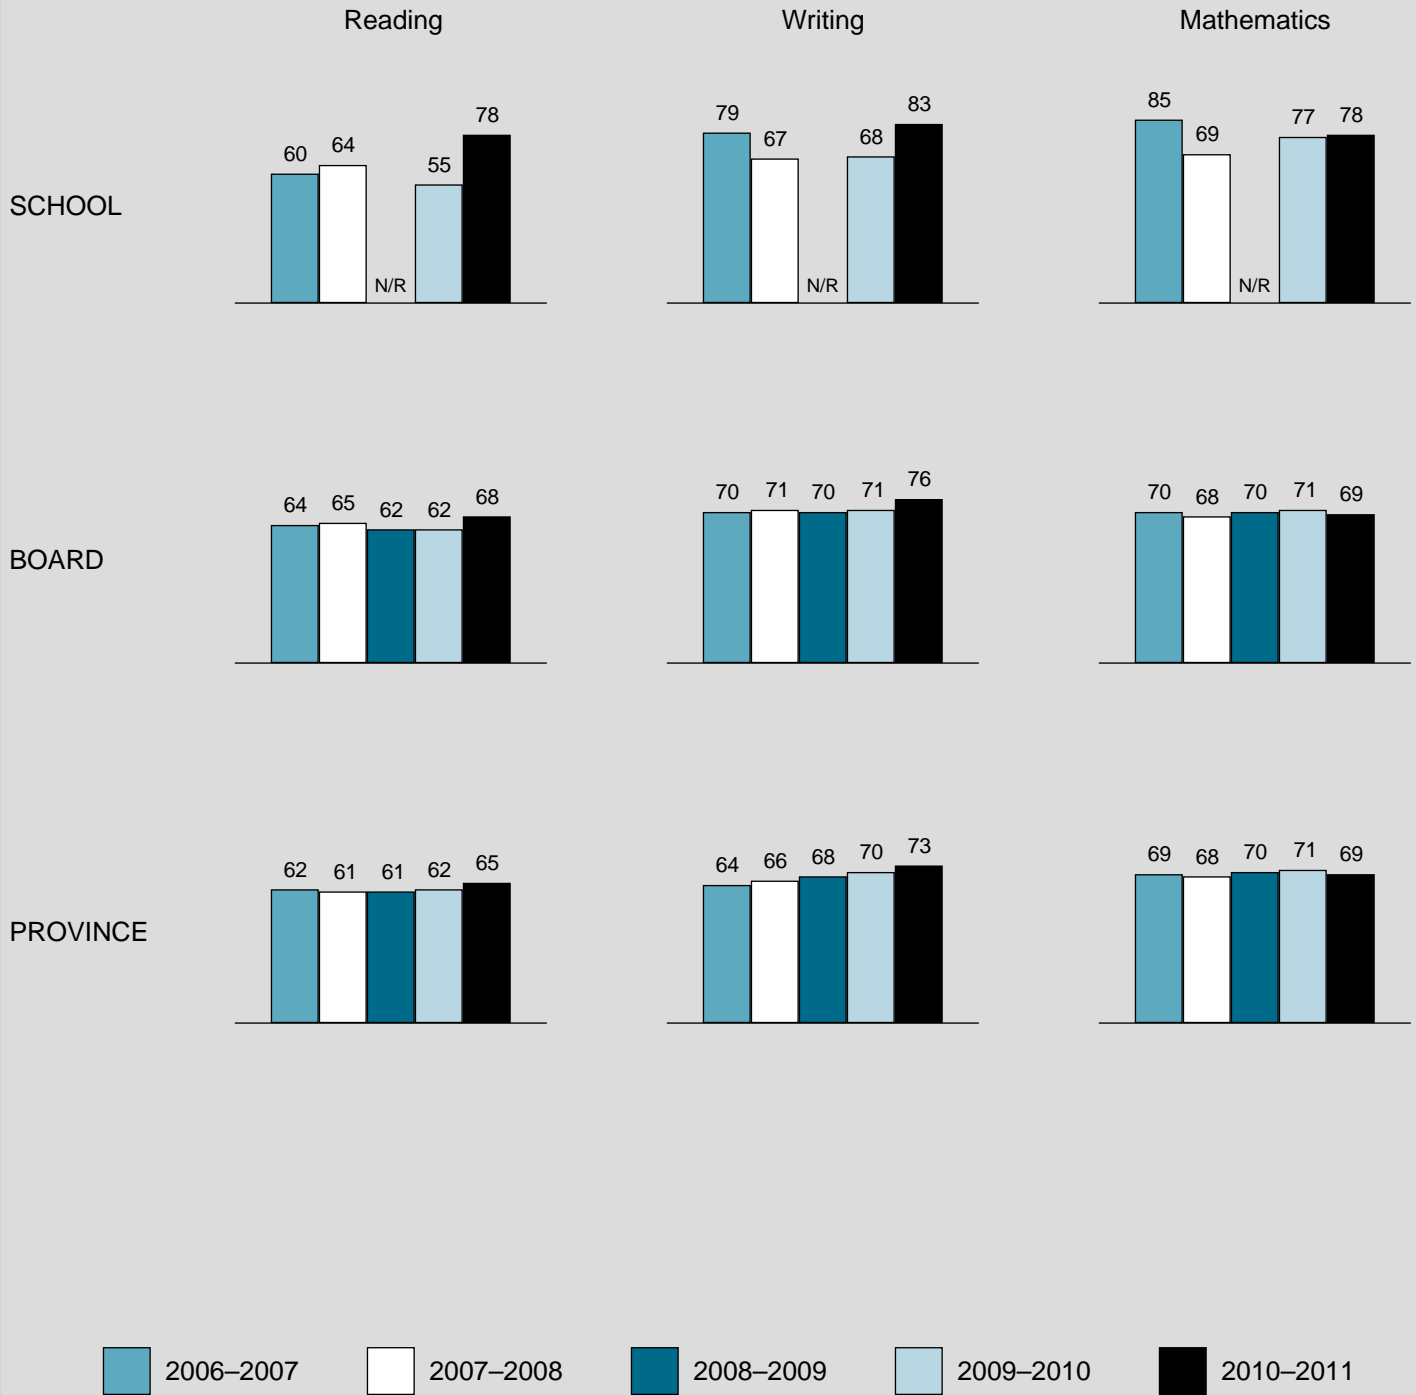 Reading Writing Mathematics
SCHOOL
60 64 N/R 55 78
79 67 N/R 68 83
85 69 N/R 77 78
BOARD
64 65 62 62 68
70 71 70 71 76
70 68 70 71 69
PROVINCE
62 61 61 62 65
64 66 68 70 73
69 68 70 71 69
2006–2007 2007–2008 2008–2009 2009–2010 2010–2011